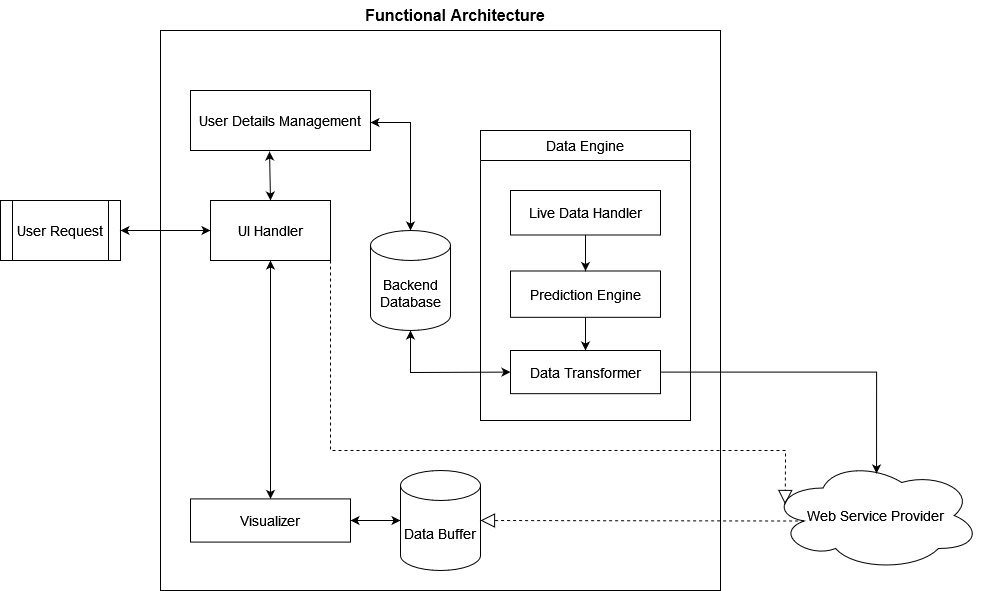 Functional Architecture
User Details Management
Data Engine
Live Data Handler
User Request
UI Handler
Backend
Database
Prediction Engine
Data Transformer
Visualizer
Data Buffer
Web Service Provider